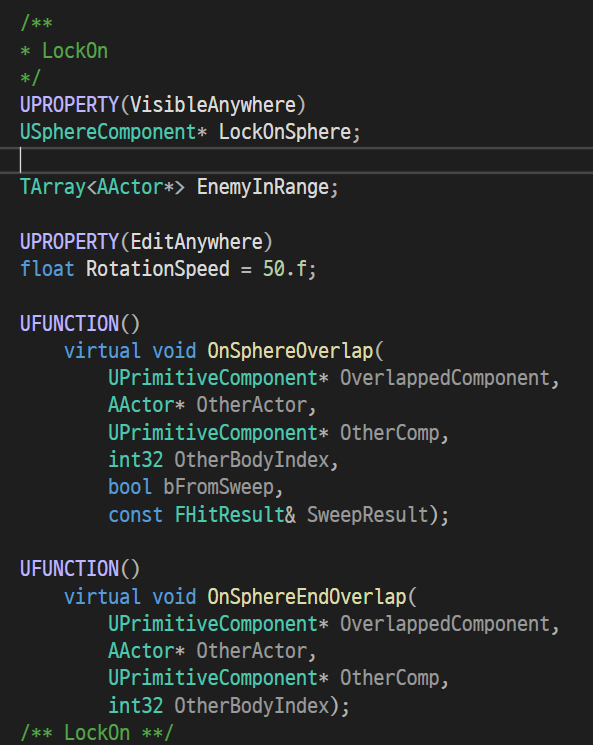 /**
* LockOn
*/
UPROPERTY(VisibleAnywhere)
USphereComponent* LockOnSphere;
TArray<AActor*> EnemyInRange;
UPROPERTY(EditAnywhere)
float RotationSpeed = 50.f;
UFUNCTION()
virtual void OnSphereOverlap(
UPrimitiveComponent* OverlappedComponent,
AActor* OtherActor,
UPrimitiveComponent* OtherComp,
int32 OtherBodyIndex,
bool bFromSweep,
const FHitResult& SweepResult);
UFUNCTION()
virtual void OnSphereEndOverlap(
UPrimitiveComponent* OverlappedComponent,
AActor* OtherActor,
UPrimitiveComponent* OtherComp,
int32 OtherBodyIndex);
/** LockOn **/